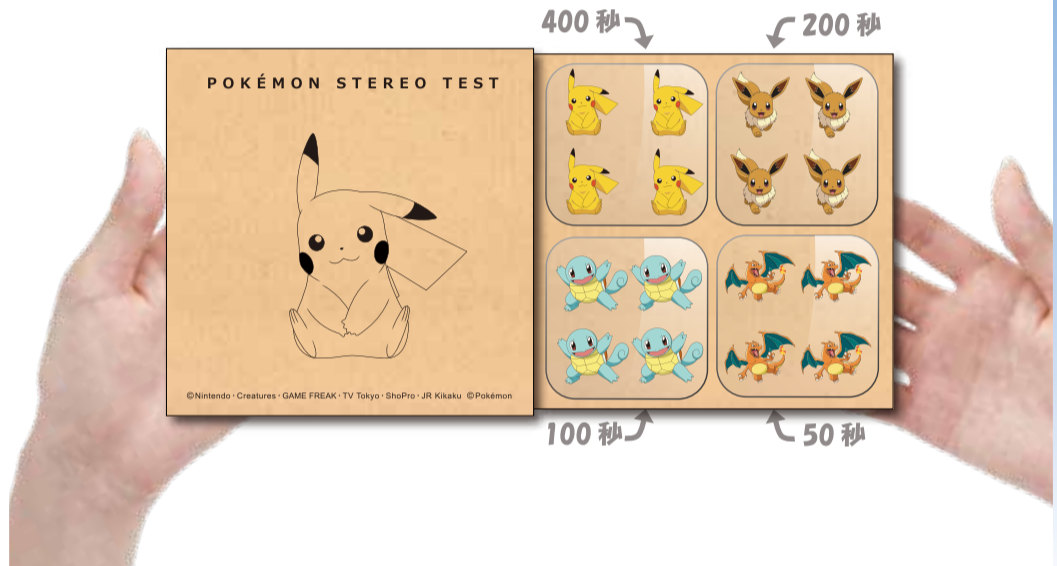 400 秒
200 秒
POKÉMON STEREO TEST
©Nintendo・Creatures・GAME FREAK・TV Tokyo・ShoPro・JR Kikaku ©Pokémon
100 秒
50 秒